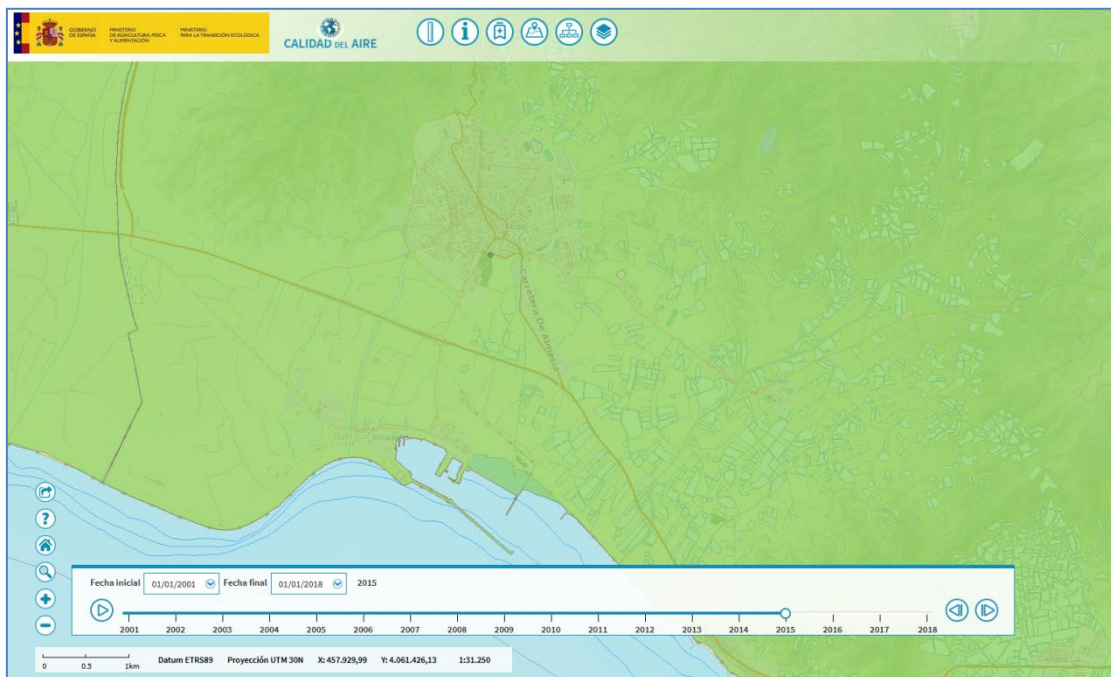 GOBIERNO
DE ESPAÑA
MINISTERIO
DE AGRICULTURA, PESCA
Y ALIMENTACIÓN
MINISTERIO
PARA LA TRANSICIÓN ECOLÓGICA
CALIDAD DEL AIRE
Carretera De Almería
Fecha inicial 01/01/2001 Fecha final 01/01/2018 2015
2001 2002 2003 2004 2005 2006 2007 2008 2009 2010 2011 2012 2013 2014 2015 2016 2017 2018
0 0.5 1km Datum ETRS89 Proyección UTM 30N X: 457.929,99 Y: 4.061.426,13 1:31.250